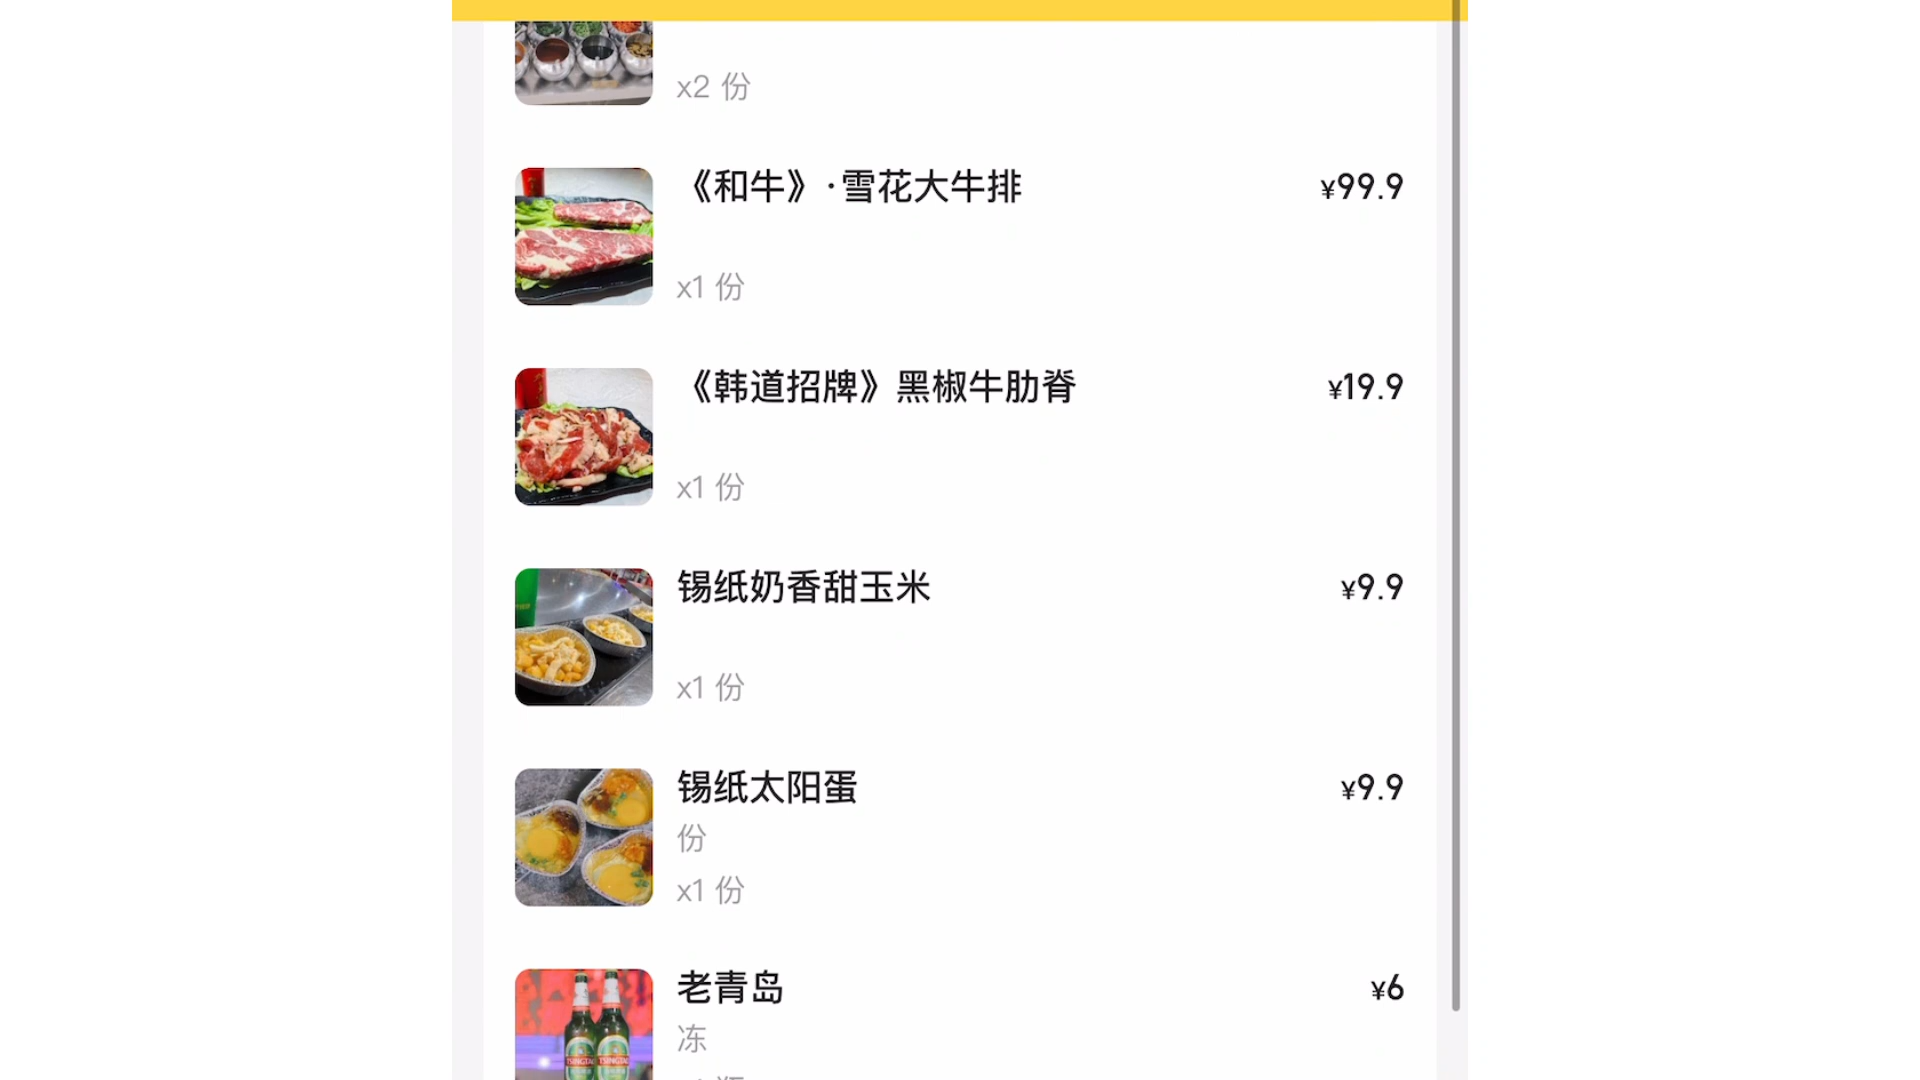 x2 份
《和牛》·雪花大牛排
¥99.9
x1 份
《韩道招牌》黑椒牛肋脊
¥19.9
x1 份
锡纸奶香甜玉米
¥9.9
x1 份
锡纸太阳蛋
¥9.9
份
x1 份
老青岛
¥6
冻
TSINGTAO TSINGTAO